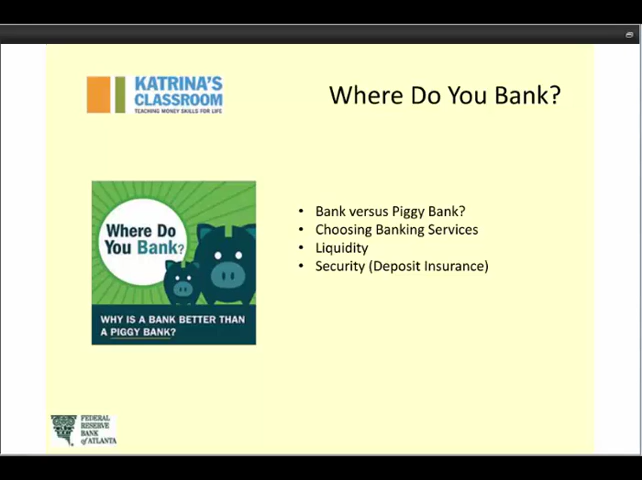 KATRINA'S
CLASSROOM
TEACHING MONEY SKILLS FOR LIFE
Where Do You Bank?
Where Do
You Bank?
WHY IS A BANK BETTER THAN
A PIGGY BANK?
• Bank versus Piggy Bank?
• Choosing Banking Services
• Liquidity
• Security (Deposit Insurance)
FEDERAL
RESERVE
BANK
of ATLANTA